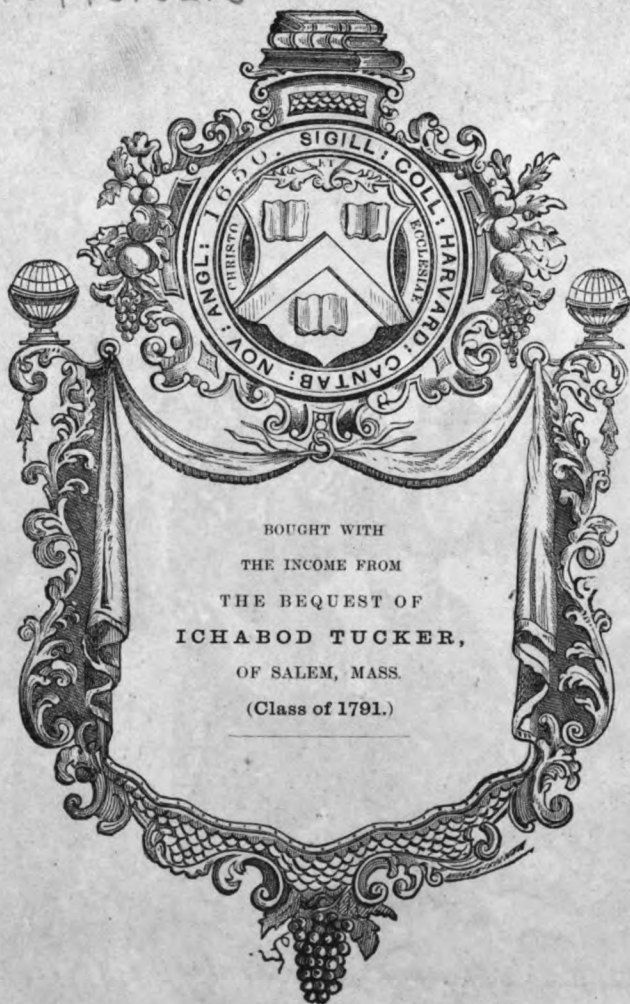 SIGILL: COLL: HARVARD: CANTAB: NOV: ANGL: 1650.
ET
CHRISTO
ECCLESIAE
BOUGHT WITH
THE INCOME FROM
THE BEQUEST OF
ICHABOD TUCKER,
OF SALEM, MASS.
(Class of 1791.)